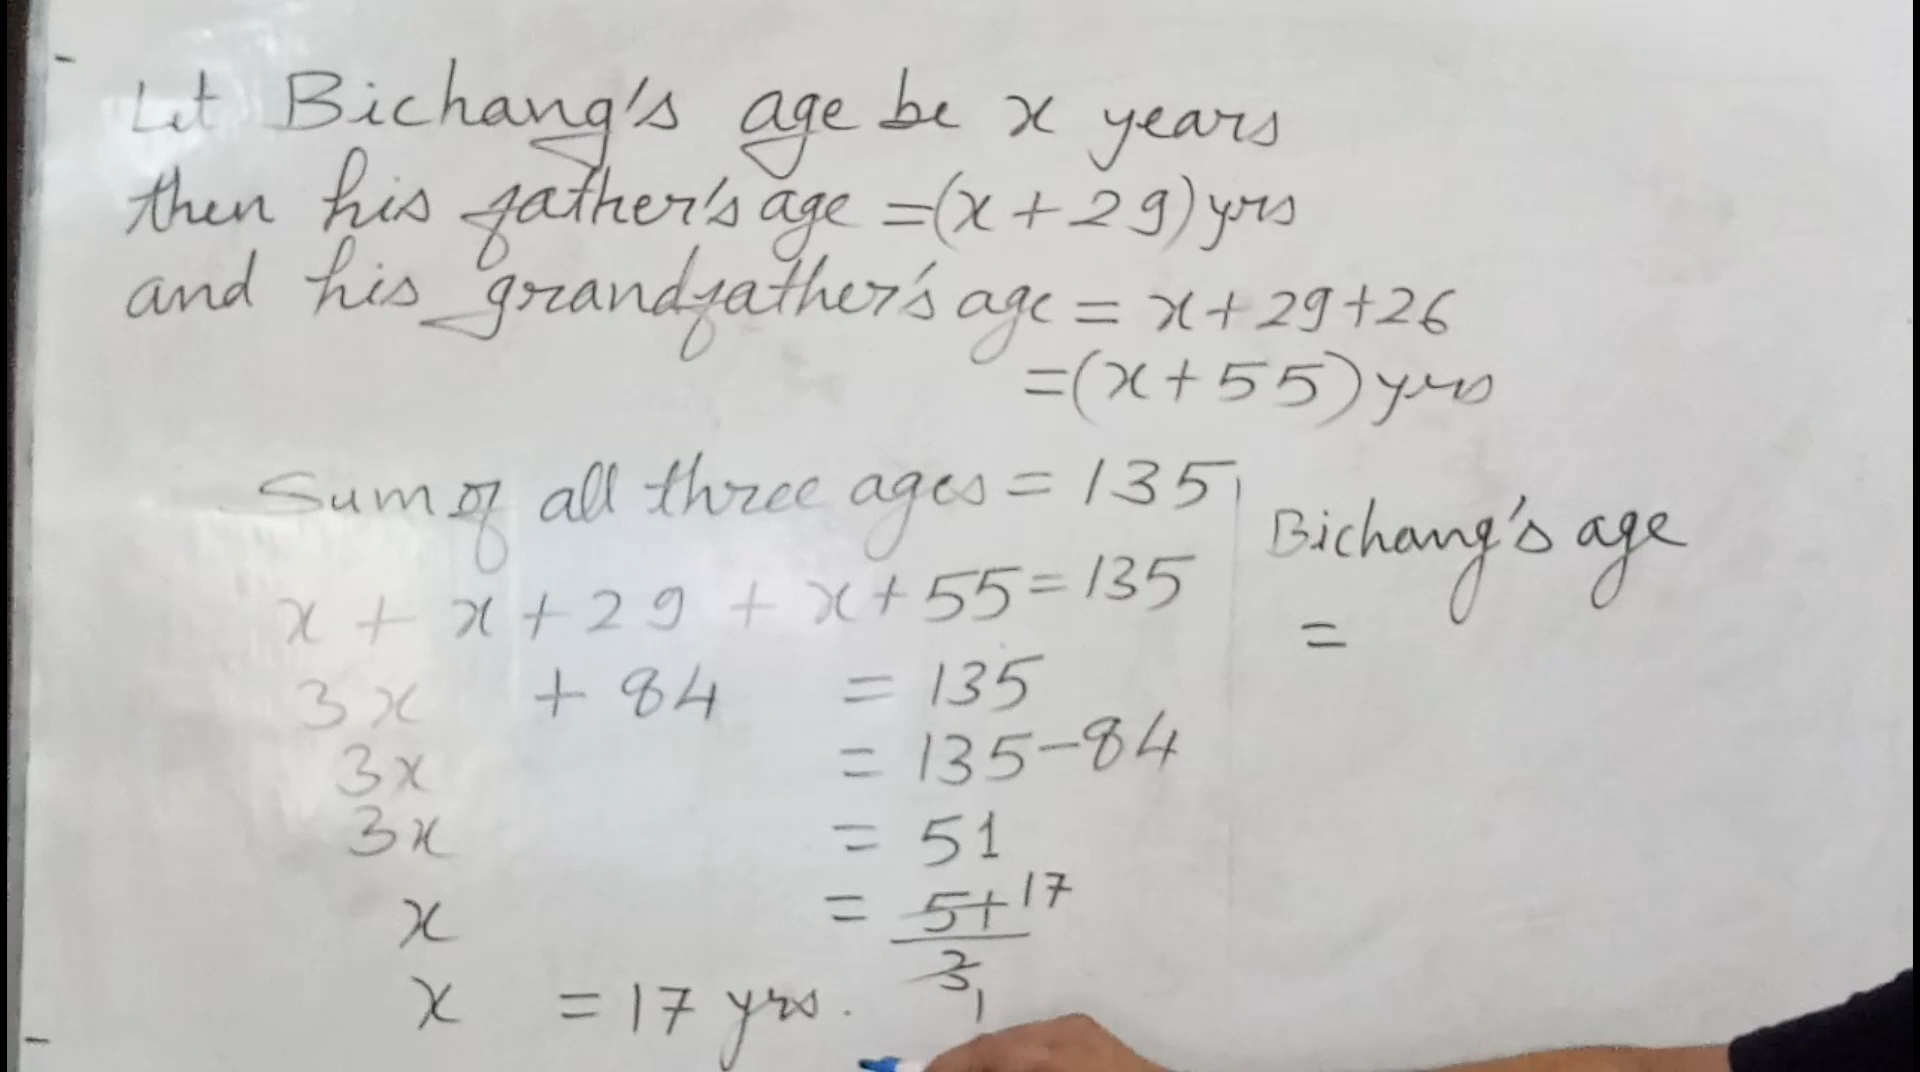 Let Bichang's age be x years
then his father's age = (x + 29) yrs
and his grandfather's age = x + 29 + 26
= (x + 55) yrs
Sum of all three ages = 135
x + x + 29 + x + 55 = 135
3x + 84 = 135
3x = 135 - 84
3x = 51
x = 51/3 17 1
x = 17 yrs.
Bichang's age
=